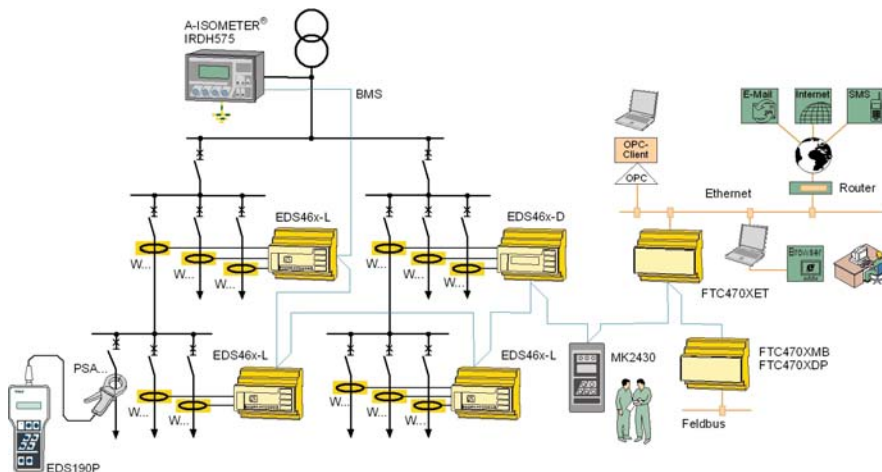 A-ISOMETER®
IRDH575
BMS
E-Mail
Internet
SMS
OPC-
Client
OPC
Ethernet
Router
EDS46x-L
EDS46x-D
W...
W...
W...
W...
W...
W...
Browser
FTC470XET
EDS46x-L
EDS46x-L
MK2430
FTC470XMB
FTC470XDP
PSA...
W...
W...
W...
W...
W...
Feldbus
EDS190P